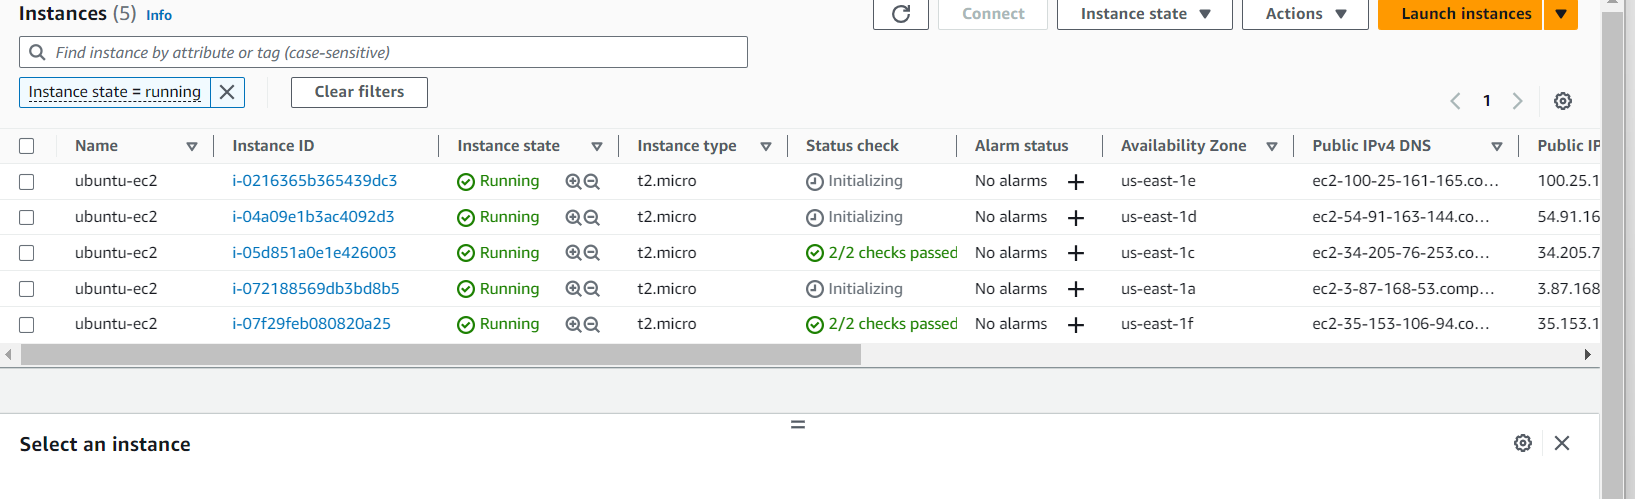 Instances (5) Info
Connect Instance state Actions Launch instances
Find instance by attribute or tag (case-sensitive)
Instance state = running Clear filters
1
Name Instance ID Instance state Instance type Status check Alarm status Availability Zone Public IPv4 DNS Public IP
ubuntu-ec2 i-0216365b365439dc3 Running t2.micro Initializing No alarms us-east-1e ec2-100-25-161-165.co... 100.25.1
ubuntu-ec2 i-04a09e1b3ac4092d3 Running t2.micro Initializing No alarms us-east-1d ec2-54-91-163-144.co... 54.91.16
ubuntu-ec2 i-05d851a0e1e426003 Running t2.micro 2/2 checks passed No alarms us-east-1c ec2-34-205-76-253.co... 34.205.7
ubuntu-ec2 i-072188569db3bd8b5 Running t2.micro Initializing No alarms us-east-1a ec2-3-87-168-53.comp... 3.87.168
ubuntu-ec2 i-07f29feb080820a25 Running t2.micro 2/2 checks passed No alarms us-east-1f ec2-35-153-106-94.co... 35.153.1
Select an instance